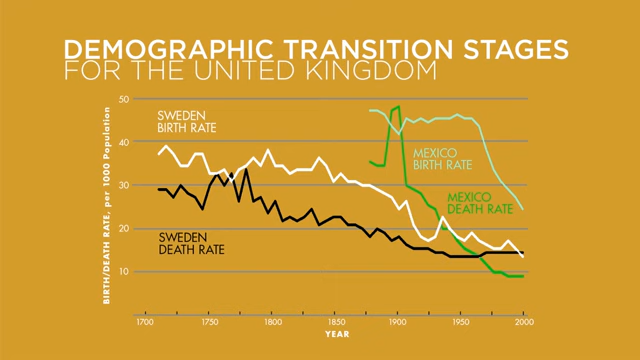 DEMOGRAPHIC TRANSITION STAGES
FOR THE UNITED KINGDOM
BIRTH/DEATH RATE, per 1000 Population
50
40
30
20
10
SWEDEN
BIRTH RATE
MEXICO
BIRTH RATE
MEXICO
DEATH RATE
SWEDEN
DEATH RATE
1700
1750
1800
1850
1900
1950
2000
YEAR